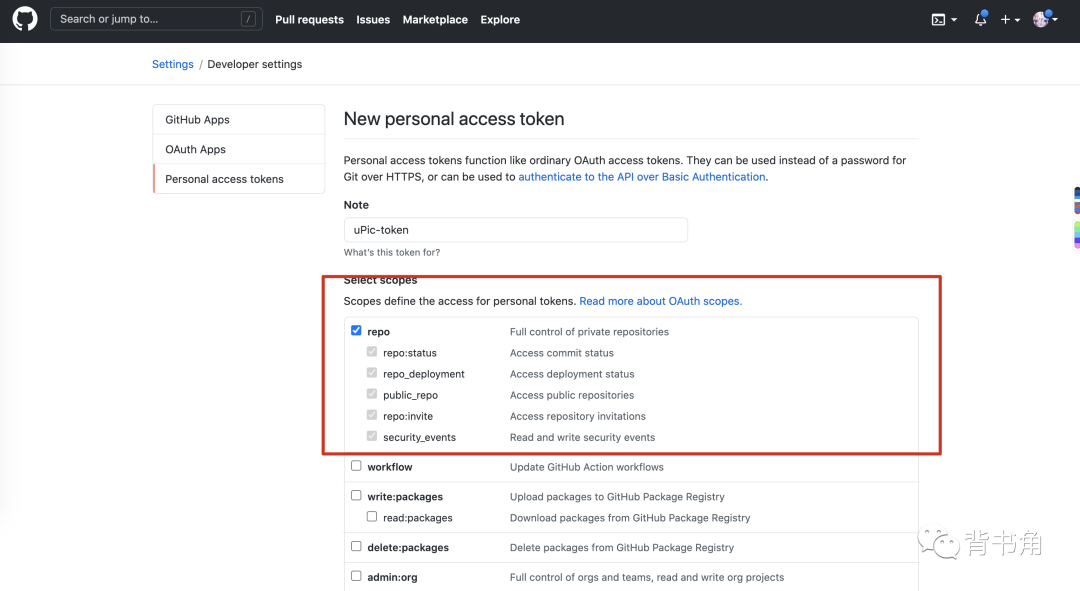 Search or jump to... /
Pull requests Issues Marketplace Explore
Settings / Developer settings
GitHub Apps
OAuth Apps
Personal access tokens
New personal access token
Personal access tokens function like ordinary OAuth access tokens. They can be used instead of a password for
Git over HTTPS, or can be used to authenticate to the API over Basic Authentication.
Note
uPic-token
What's this token for?
Select scopes
Scopes define the access for personal tokens. Read more about OAuth scopes.
repo Full control of private repositories
repo:status Access commit status
repo_deployment Access deployment status
public_repo Access public repositories
repo:invite Access repository invitations
security_events Read and write security events
workflow Update GitHub Action workflows
write:packages Upload packages to GitHub Package Registry
read:packages Download packages from GitHub Package Registry
delete:packages Delete packages from GitHub Package Registry
admin:org Full control of orgs and teams, read and write org projects
背书角